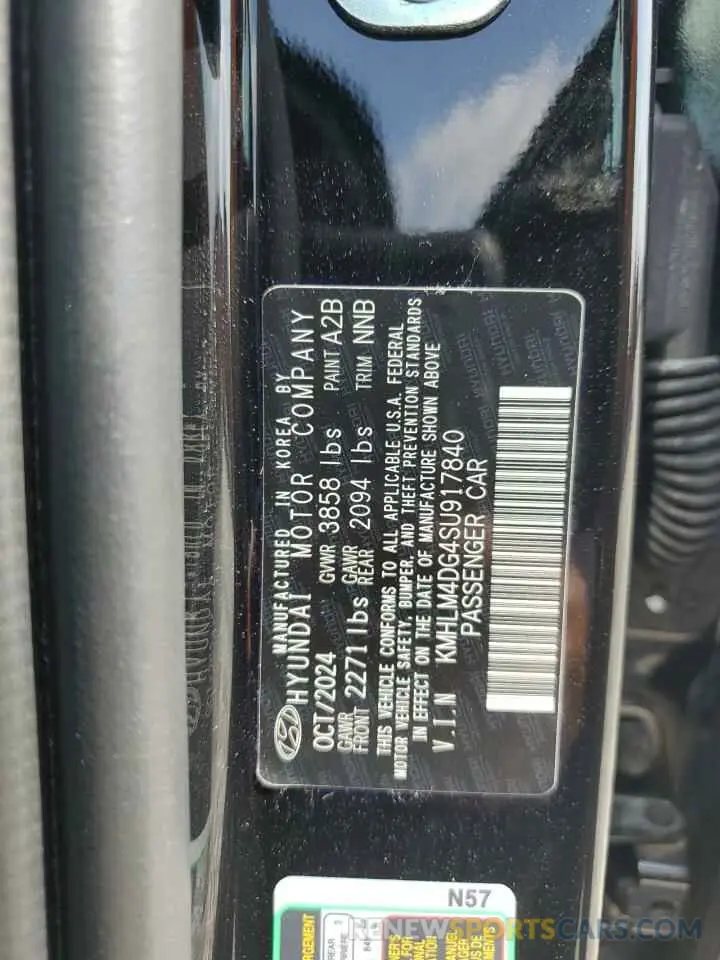 MANUFACTURED IN KOREA BY
HYUNDAI MOTOR COMPANY
OCT/2024 GVWR 3858 lbs PAINT A2B
GAWR FRONT 2271 lbs GAWR REAR 2094 lbs TRIM NNB
THIS VEHICLE CONFORMS TO ALL APPLICABLE U.S.A. FEDERAL
MOTOR VEHICLE SAFETY, BUMPER, AND THEFT PREVENTION STANDARDS
IN EFFECT ON THE DATE OF MANUFACTURE SHOWN ABOVE
V.I.N KMHLM4DG4SU917840
PASSENGER CAR
N57
REAR
RENEWSPORTSCARS.COM